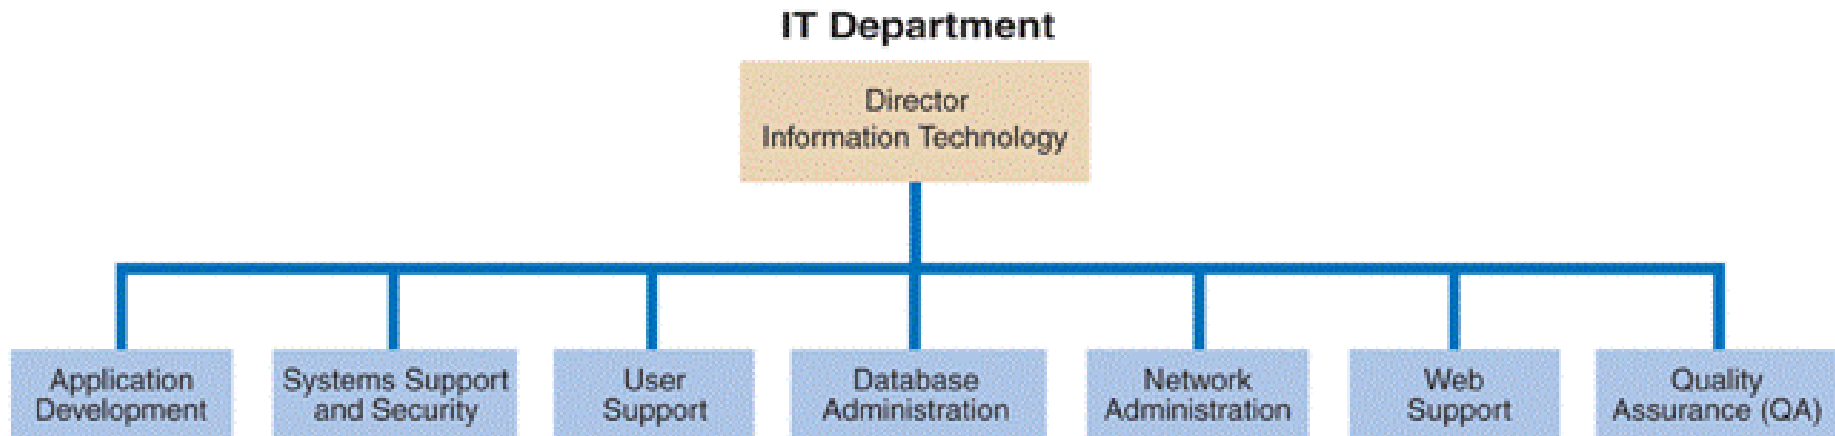 IT Department
Director
Information Technology
Application
Development
Systems Support
and Security
User
Support
Database
Administration
Network
Administration
Web
Support
Quality
Assurance (QA)